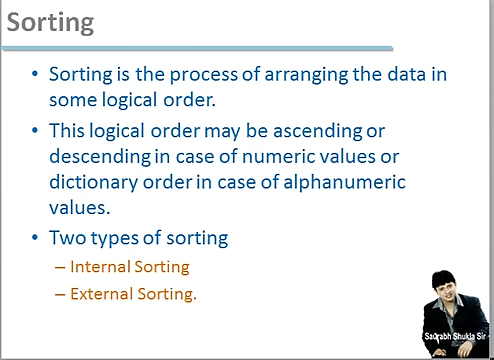 Sorting
• Sorting is the process of arranging the data in
some logical order.
• This logical order may be ascending or
descending in case of numeric values or
dictionary order in case of alphanumeric
values.
• Two types of sorting
– Internal Sorting
– External Sorting.
Saurabh Shukla Sir